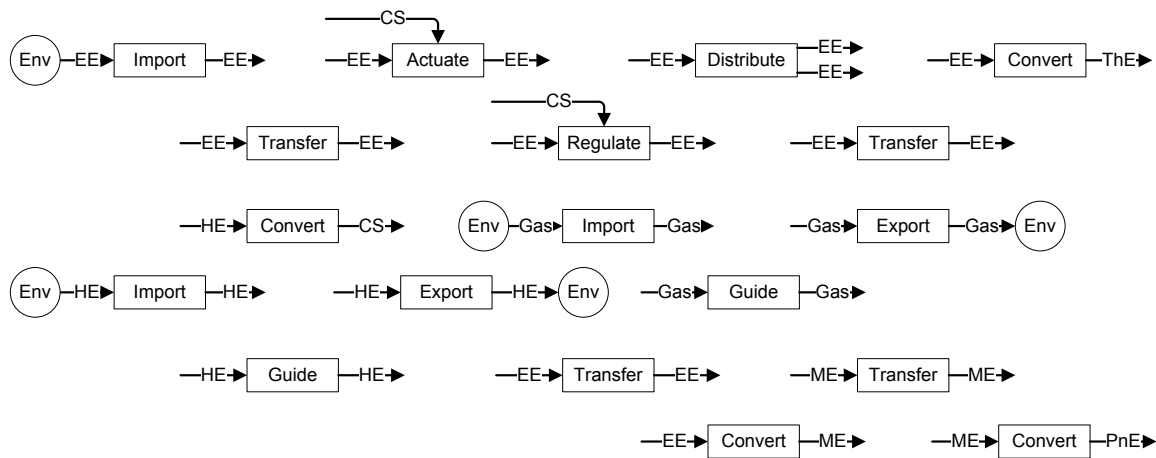 CS
Env EE Import EE EE Actuate EE EE Distribute EE EE EE Convert ThE
CS
EE Transfer EE EE Regulate EE EE Transfer EE
HE Convert CS Env Gas Import Gas Gas Export Gas Env
Env HE Import HE HE Export HE Env Gas Guide Gas
HE Guide HE EE Transfer EE ME Transfer ME
EE Convert ME ME Convert PnE